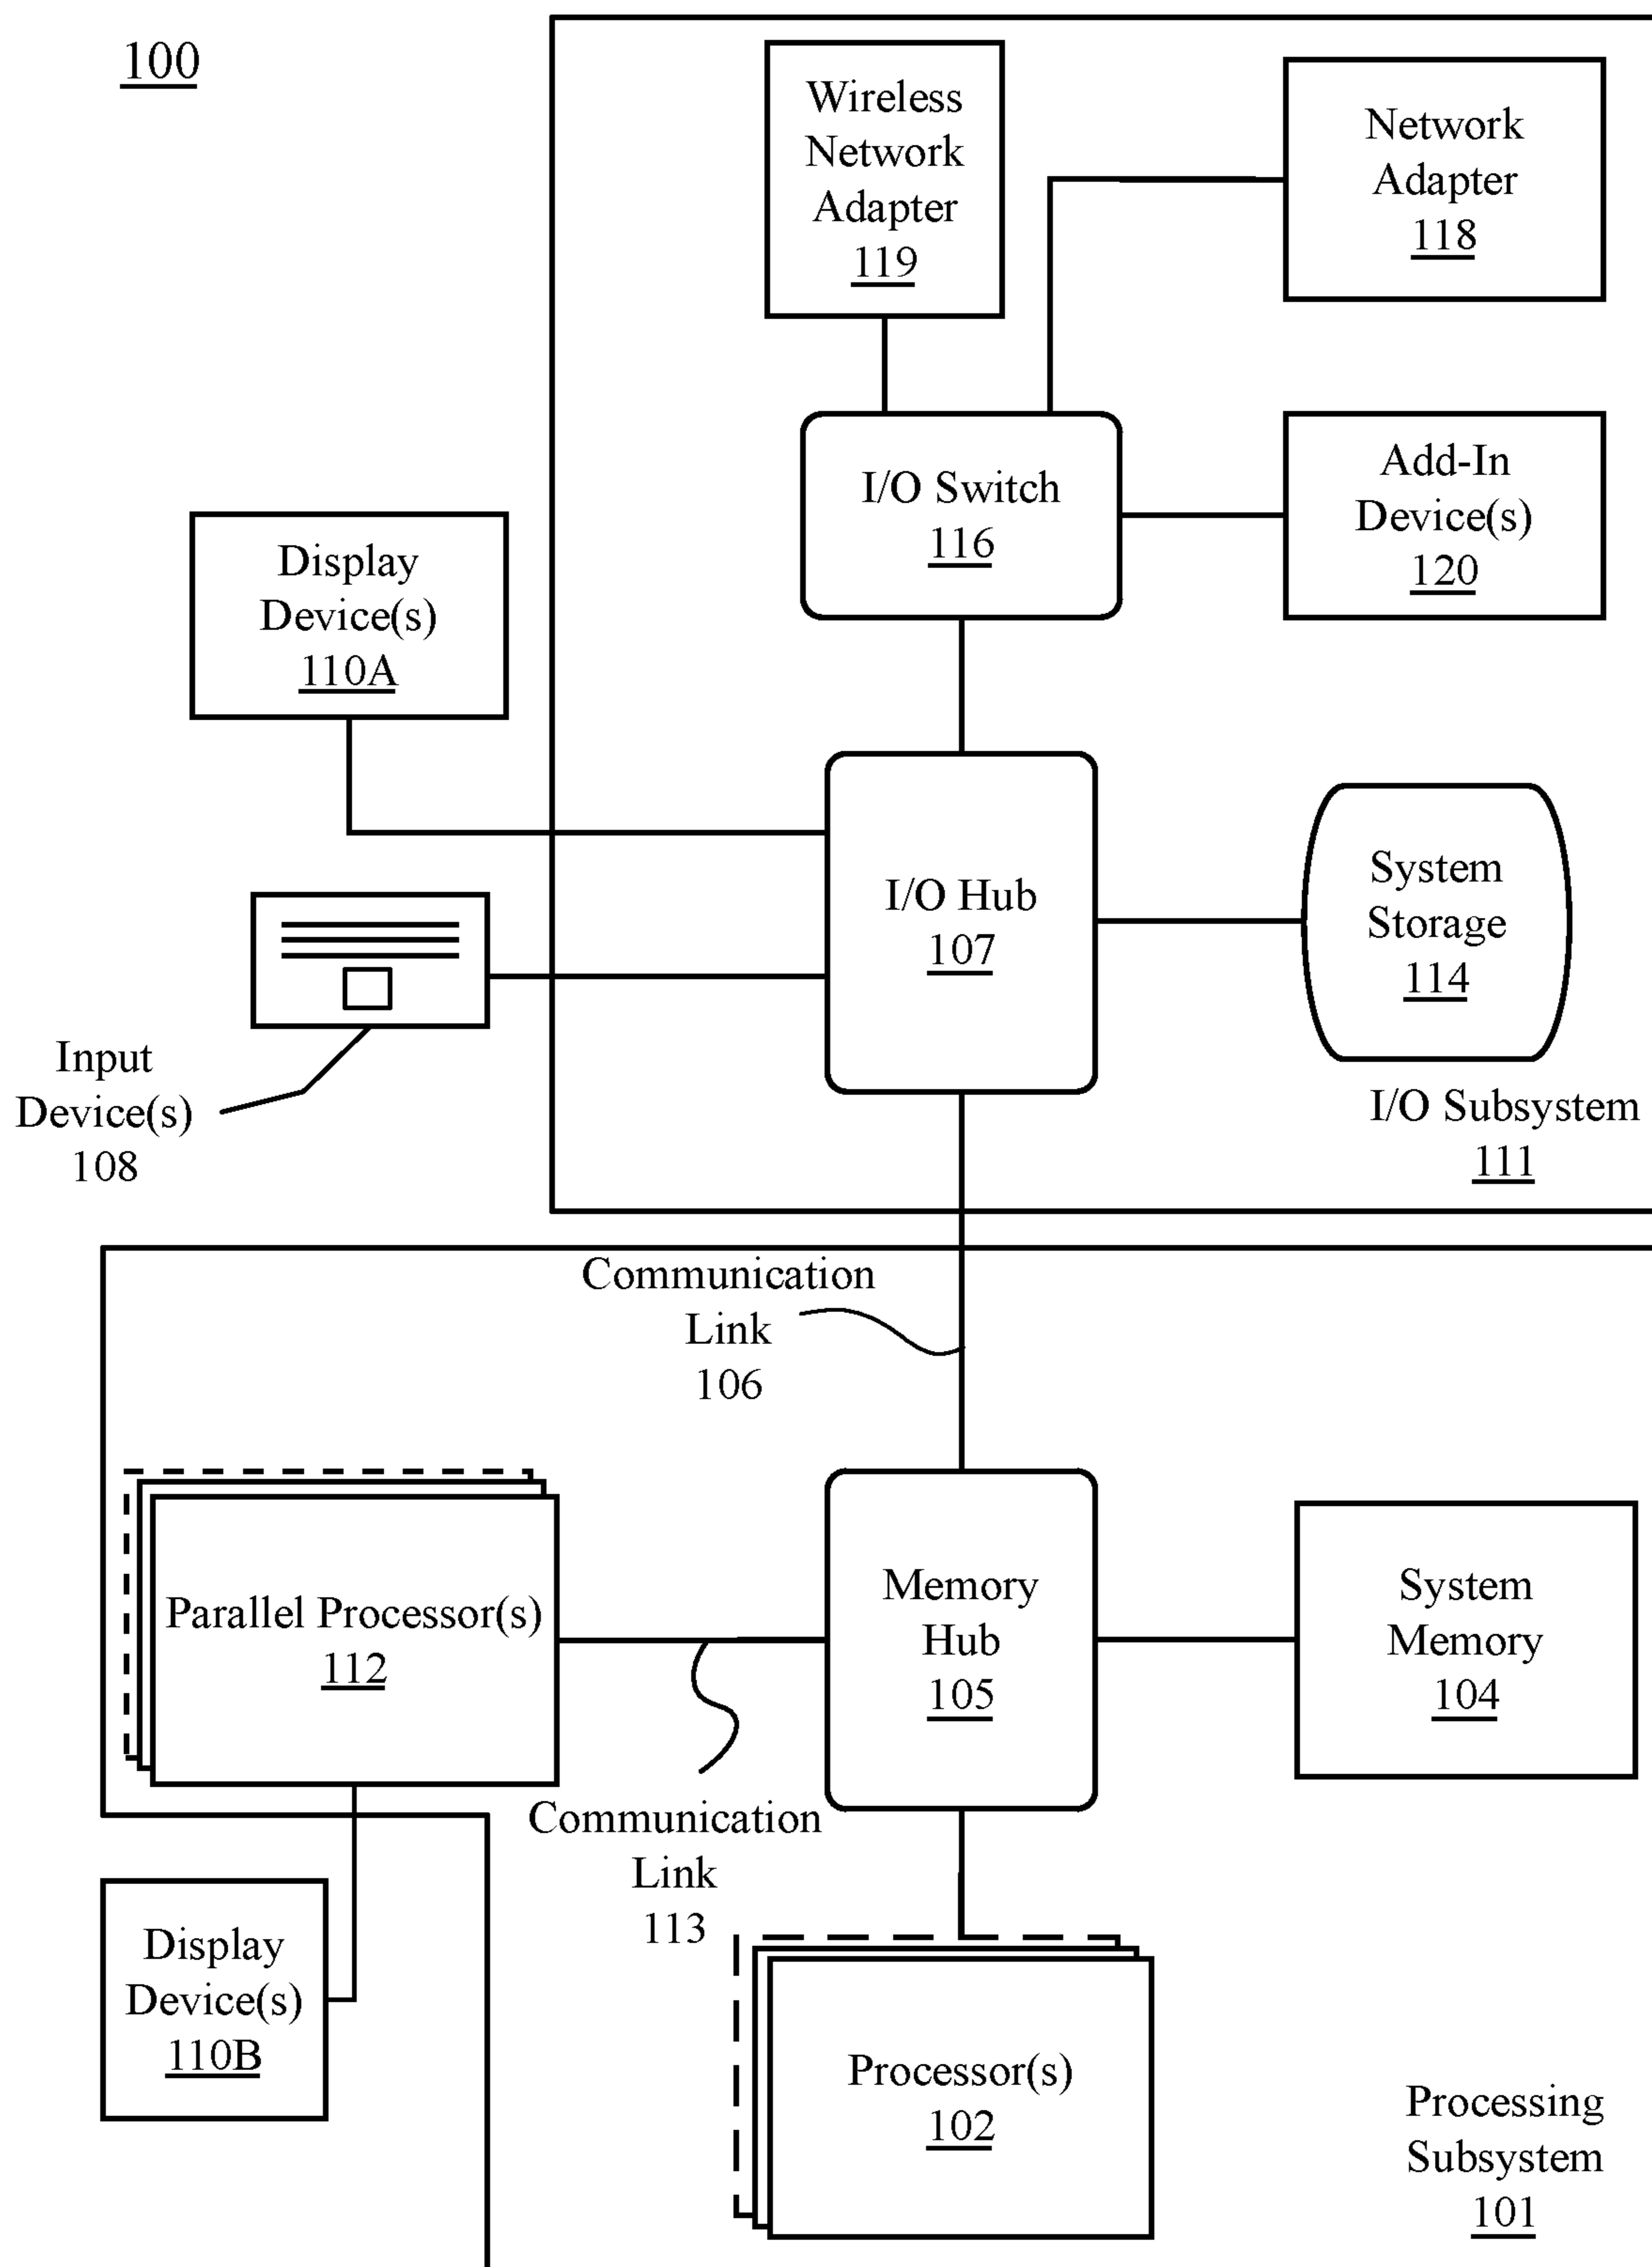 100
Wireless
Network
Adapter
119
Network
Adapter
118
I/O Switch
116
Add-In
Device(s)
120
Display
Device(s)
110A
I/O Hub
107
System
Storage
114
Input
Device(s)
108
I/O Subsystem
111
Communication
Link
106
Parallel Processor(s)
112
Memory
Hub
105
System
Memory
104
Communication
Link
113
Display
Device(s)
110B
Processor(s)
102
Processing
Subsystem
101